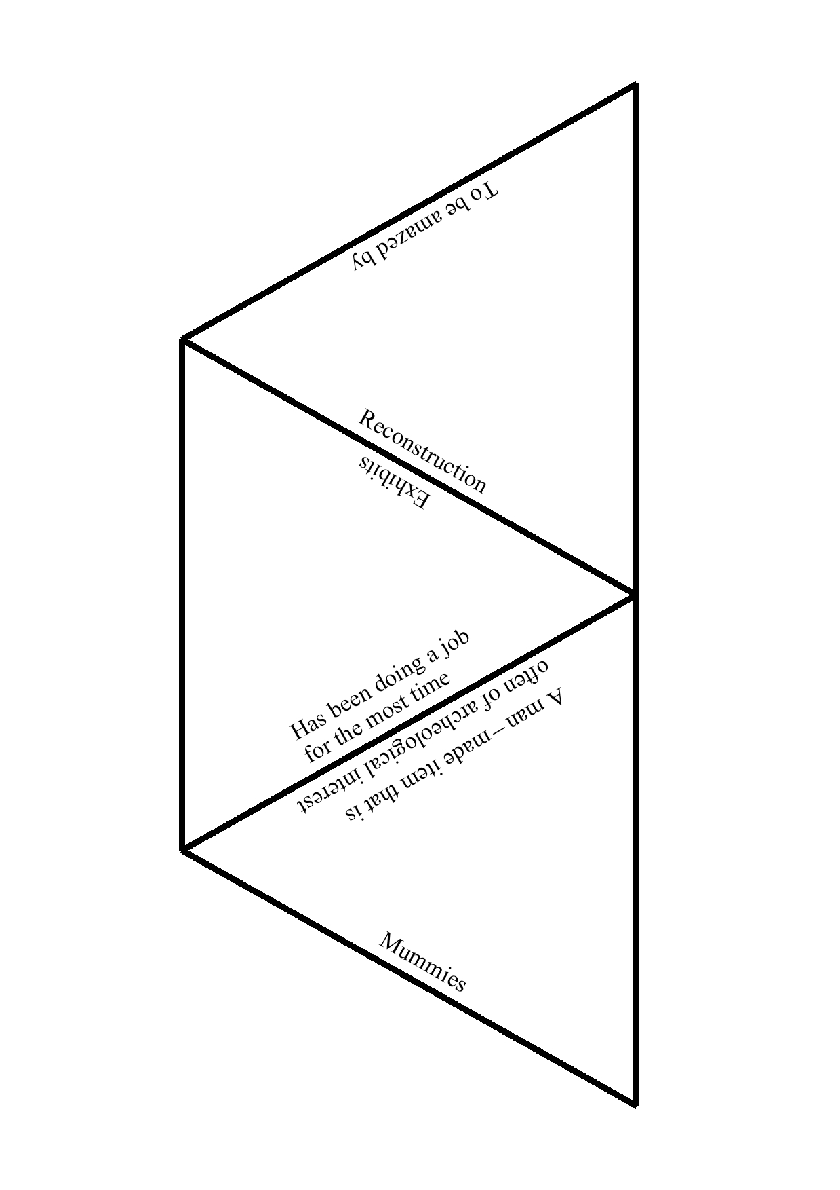 To be amazed by
Reconstruction
Exhibits
Has been doing a job
for the most time
A man-made item that is
often of archeological interest
Mummies